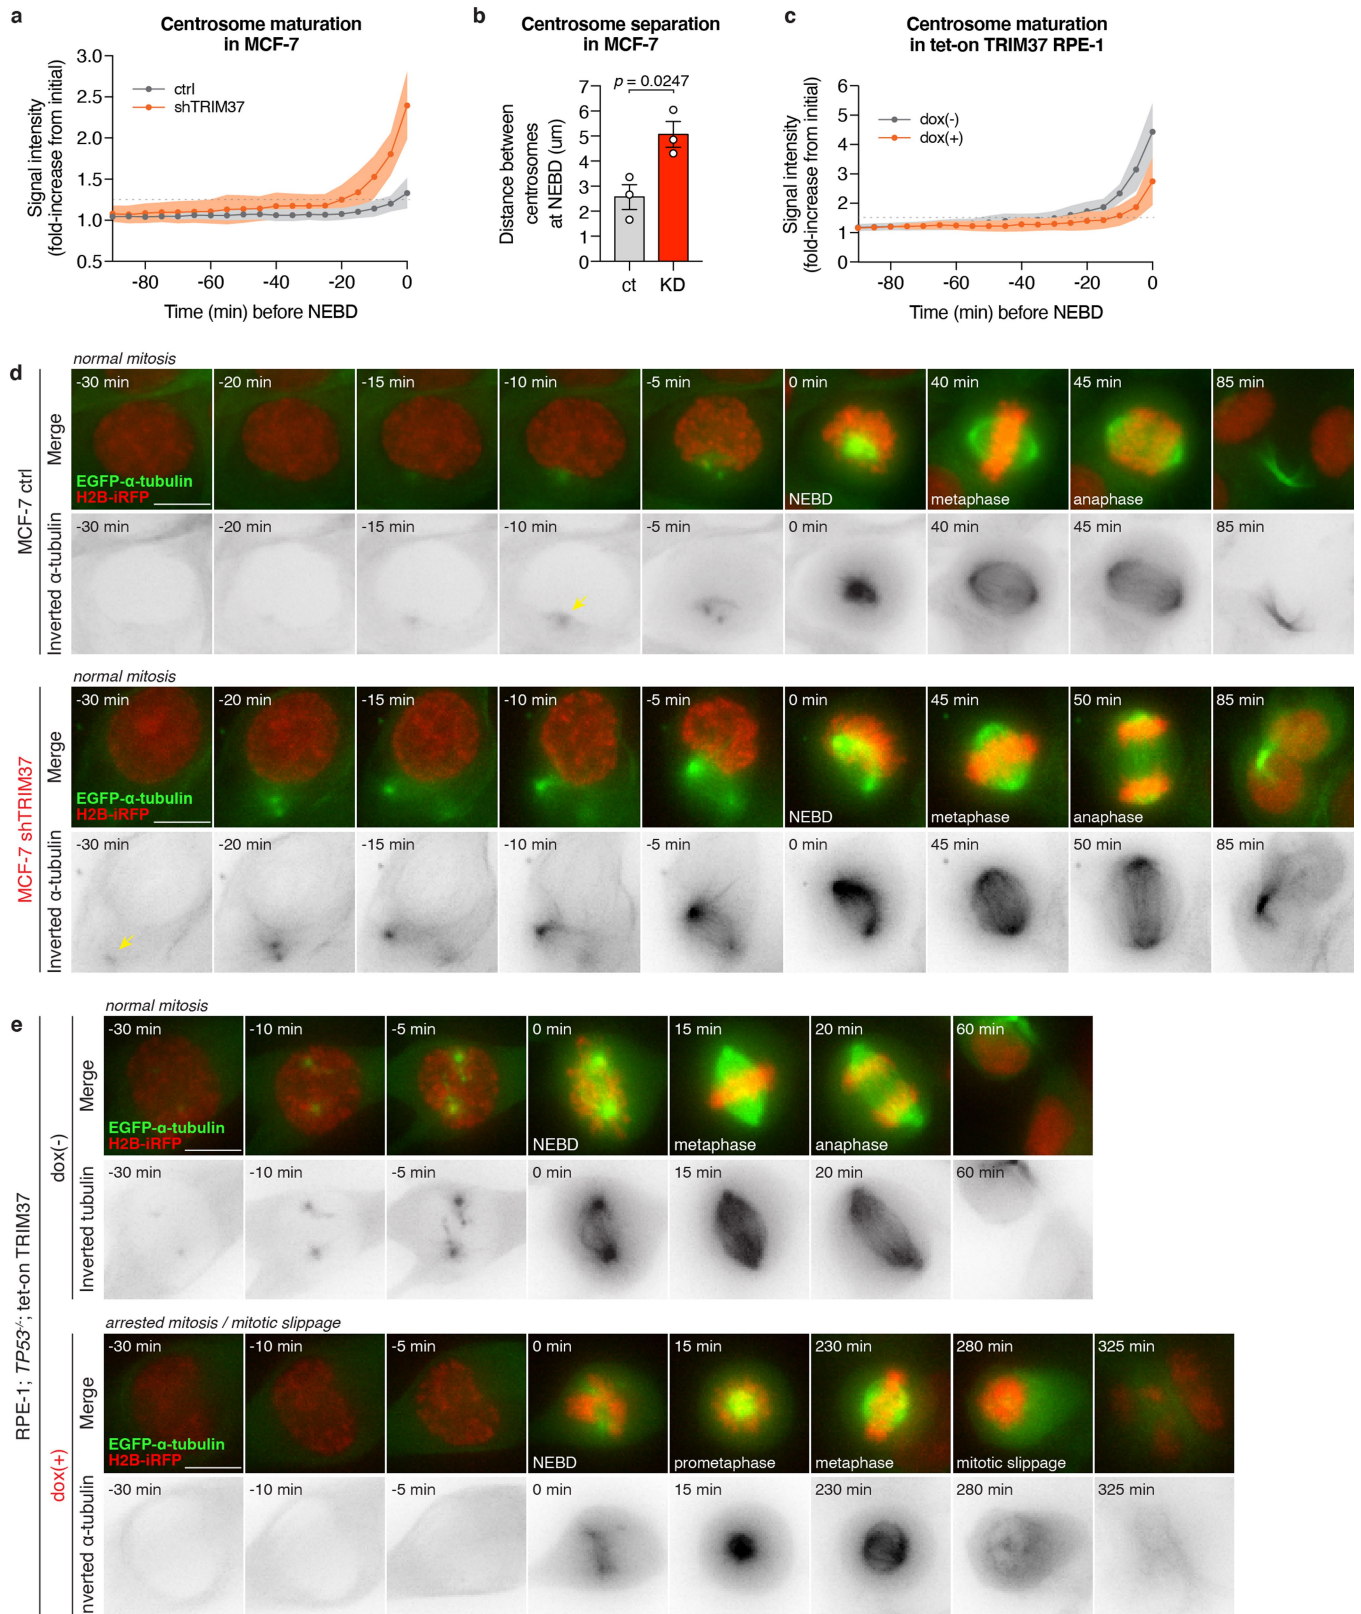 a
Centrosome maturation
in MCF-7
Signal intensity
(fold-increase from initial)
3.0
2.5
2.0
1.5
1.0
0.5
ctrl
shTRIM37
-80
-60
-40
-20
0
Time (min) before NEBD
b
Centrosome separation
in MCF-7
Distance between
centrosomes
at NEBD (um)
p = 0.0247
7
6
5
4
3
2
1
0
ct
KD
c
Centrosome maturation
in tet-on TRIM37 RPE-1
Signal intensity
(fold-increase from initial)
6
5
4
3
2
1
0
dox(-)
dox(+)
-80
-60
-40
-20
0
Time (min) before NEBD
d
normal mitosis
MCF-7 ctrl
Merge
-30 min
-20 min
-15 min
-10 min
-5 min
0 min
40 min
45 min
85 min
EGFP-α-tubulin
H2B-iRFP
NEBD
metaphase
anaphase
Inverted α-tubulin
-30 min
-20 min
-15 min
-10 min
-5 min
0 min
40 min
45 min
85 min
normal mitosis
MCF-7 shTRIM37
Merge
-30 min
-20 min
-15 min
-10 min
-5 min
0 min
45 min
50 min
85 min
EGFP-α-tubulin
H2B-iRFP
NEBD
metaphase
anaphase
Inverted α-tubulin
-30 min
-20 min
-15 min
-10 min
-5 min
0 min
45 min
50 min
85 min
e
RPE-1; TP53-/-; tet-on TRIM37
normal mitosis
dox(-)
Merge
-30 min
-10 min
-5 min
0 min
15 min
20 min
60 min
EGFP-α-tubulin
H2B-iRFP
NEBD
metaphase
anaphase
Inverted tubulin
-30 min
-10 min
-5 min
0 min
15 min
20 min
60 min
arrested mitosis / mitotic slippage
dox(+)
Merge
-30 min
-10 min
-5 min
0 min
15 min
230 min
280 min
325 min
EGFP-α-tubulin
H2B-iRFP
NEBD
prometaphase
metaphase
mitotic slippage
Inverted α-tubulin
-30 min
-10 min
-5 min
0 min
15 min
230 min
280 min
325 min